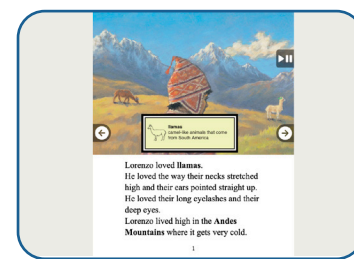 llamas
camel-like animals that come
from South America
Lorenzo loved llamas.
He loved the way their necks stretched
high and their ears pointed straight up.
He loved their long eyelashes and their
deep eyes.
Lorenzo lived high in the Andes
Mountains where it gets very cold.
1